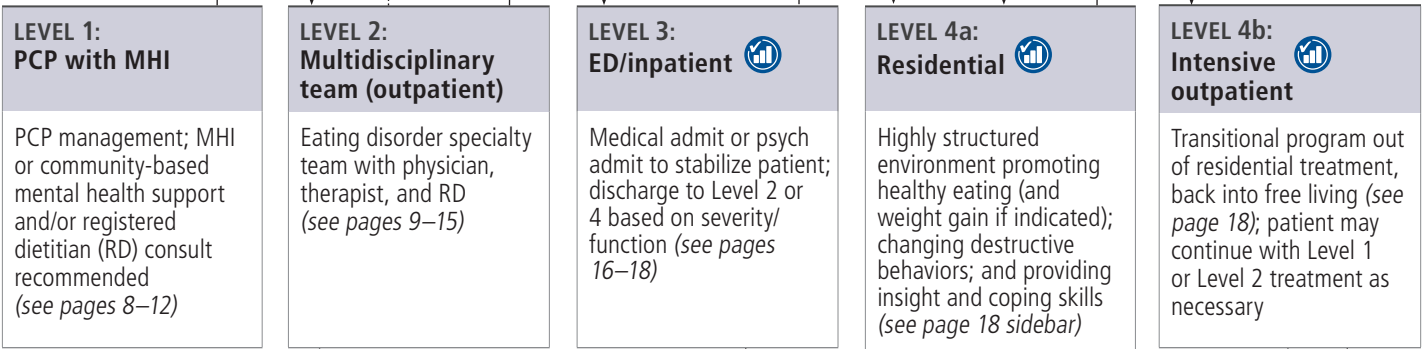 LEVEL 1:
PCP with MHI
PCP management; MHI
or community-based
mental health support
and/or registered
dietitian (RD) consult
recommended
(see pages 8–12)
LEVEL 2:
Multidisciplinary
team (outpatient)
Eating disorder specialty
team with physician,
therapist, and RD
(see pages 9–15)
LEVEL 3:
ED/inpatient
Medical admit or psych
admit to stabilize patient;
discharge to Level 2 or
4 based on severity/
function (see pages
16–18)
LEVEL 4a:
Residential
Highly structured
environment promoting
healthy eating (and
weight gain if indicated);
changing destructive
behaviors; and providing
insight and coping skills
(see page 18 sidebar)
LEVEL 4b:
Intensive
outpatient
Transitional program out
of residential treatment,
back into free living (see
page 18); patient may
continue with Level 1
or Level 2 treatment as
necessary